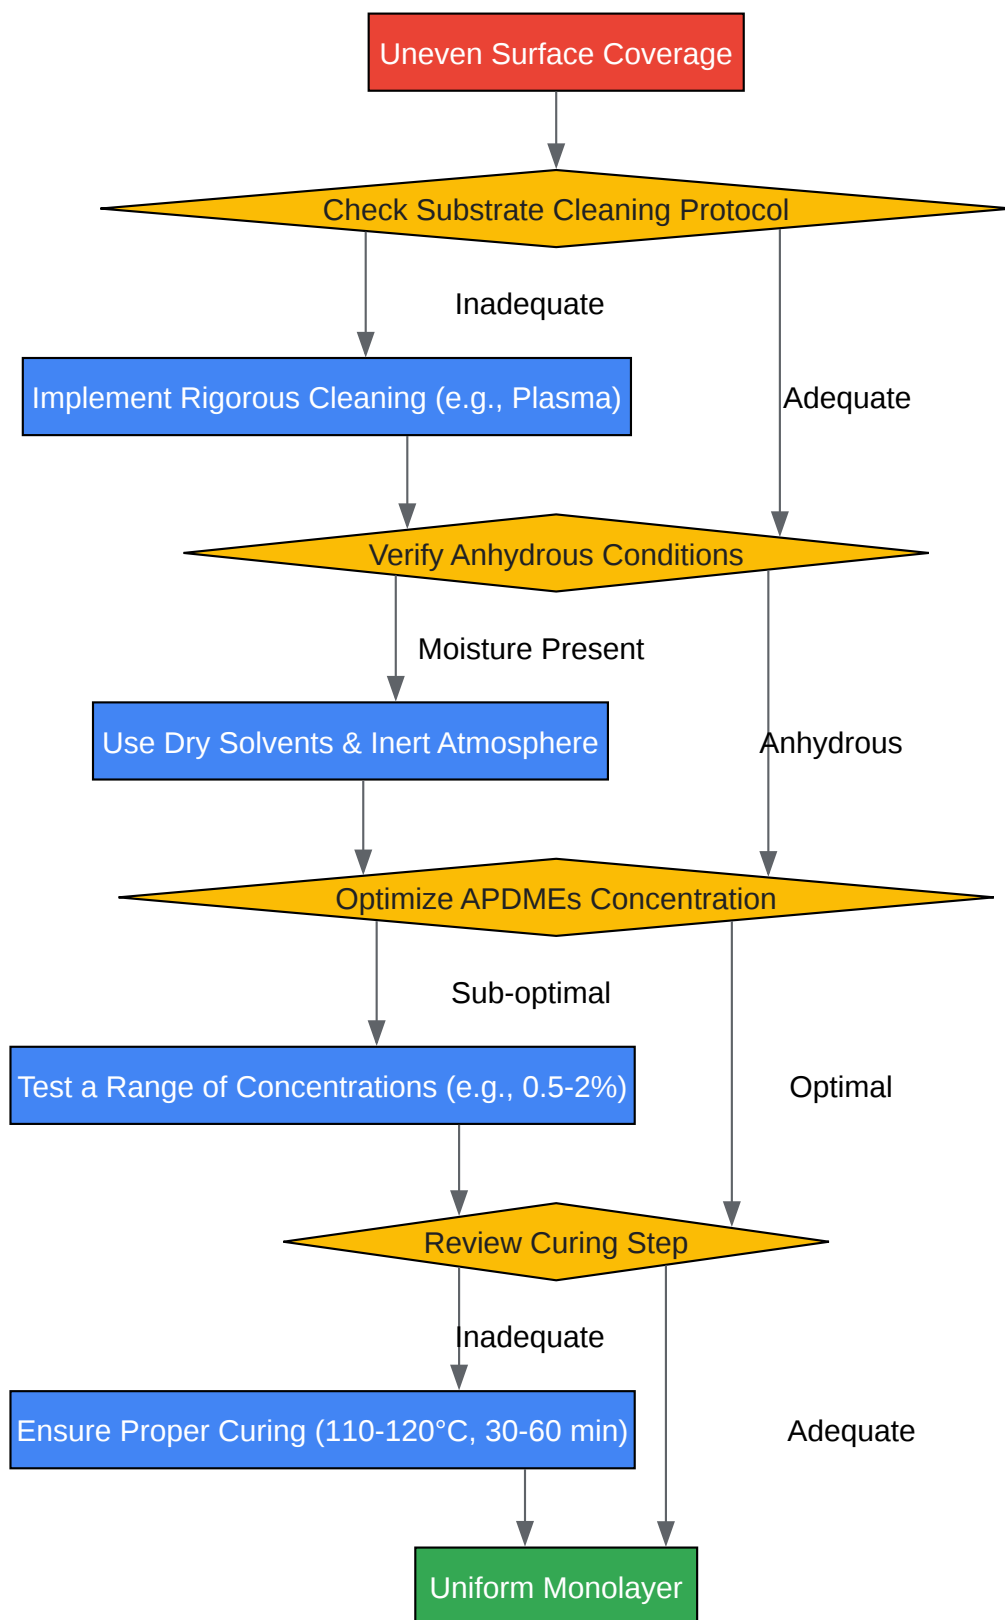 Uneven Surface Coverage
Check Substrate Cleaning Protocol
Inadequate
Implement Rigorous Cleaning (e.g., Plasma)
Adequate
Verify Anhydrous Conditions
Moisture Present
Use Dry Solvents & Inert Atmosphere
Anhydrous
Optimize APDMEs Concentration
Sub-optimal
Test a Range of Concentrations (e.g., 0.5-2%)
Optimal
Review Curing Step
Inadequate
Ensure Proper Curing (110-120°C, 30-60 min)
Adequate
Uniform Monolayer